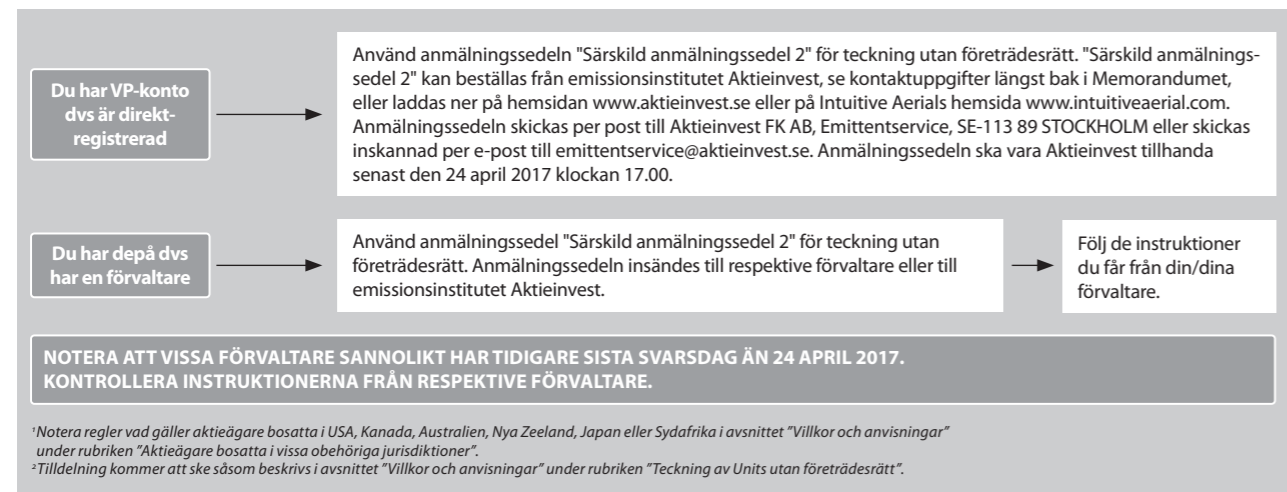 Du har VP-konto
dvs är direkt-
registrerad
Använd anmälningssedeln "Särskild anmälningssedel 2" för teckning utan företrädesrätt. "Särskild anmälnings-
sedel 2" kan beställas från emissionsinstitutet Aktieinvest, se kontaktuppgifter längst bak i Memorandumet,
eller laddas ner på hemsidan www.aktieinvest.se eller på Intuitive Aerials hemsida www.intuitiveaerial.com.
Anmälningssedeln skickas per post till Aktieinvest FK AB, Emittentservice, SE-113 89 STOCKHOLM eller skickas
inskannad per e-post till emittentservice@aktieinvest.se. Anmälningssedeln ska vara Aktieinvest tillhanda
senast den 24 april 2017 klockan 17.00.
Du har depå dvs
har en förvaltare
Använd anmälningssedel "Särskild anmälningssedel 2" för teckning utan
företrädesrätt. Anmälningssedeln insändes till respektive förvaltare eller till
emissionsinstitutet Aktieinvest.
Följ de instruktioner
du får från din/dina
förvaltare.
NOTERA ATT VISSA FÖRVALTARE SANNOLIKT HAR TIDIGARE SISTA SVARSDAG ÄN 24 APRIL 2017.
KONTROLLERA INSTRUKTIONERNA FRÅN RESPEKTIVE FÖRVALTARE.
¹Notera regler vad gäller aktieägare bosatta i USA, Kanada, Australien, Nya Zeeland, Japan eller Sydafrika i avsnittet ”Villkor och anvisningar”
under rubriken ”Aktieägare bosatta i vissa obehöriga jurisdiktioner”.
²Tilldelning kommer att ske såsom beskrivs i avsnittet ”Villkor och anvisningar” under rubriken ”Teckning av Units utan företrädesrätt”.